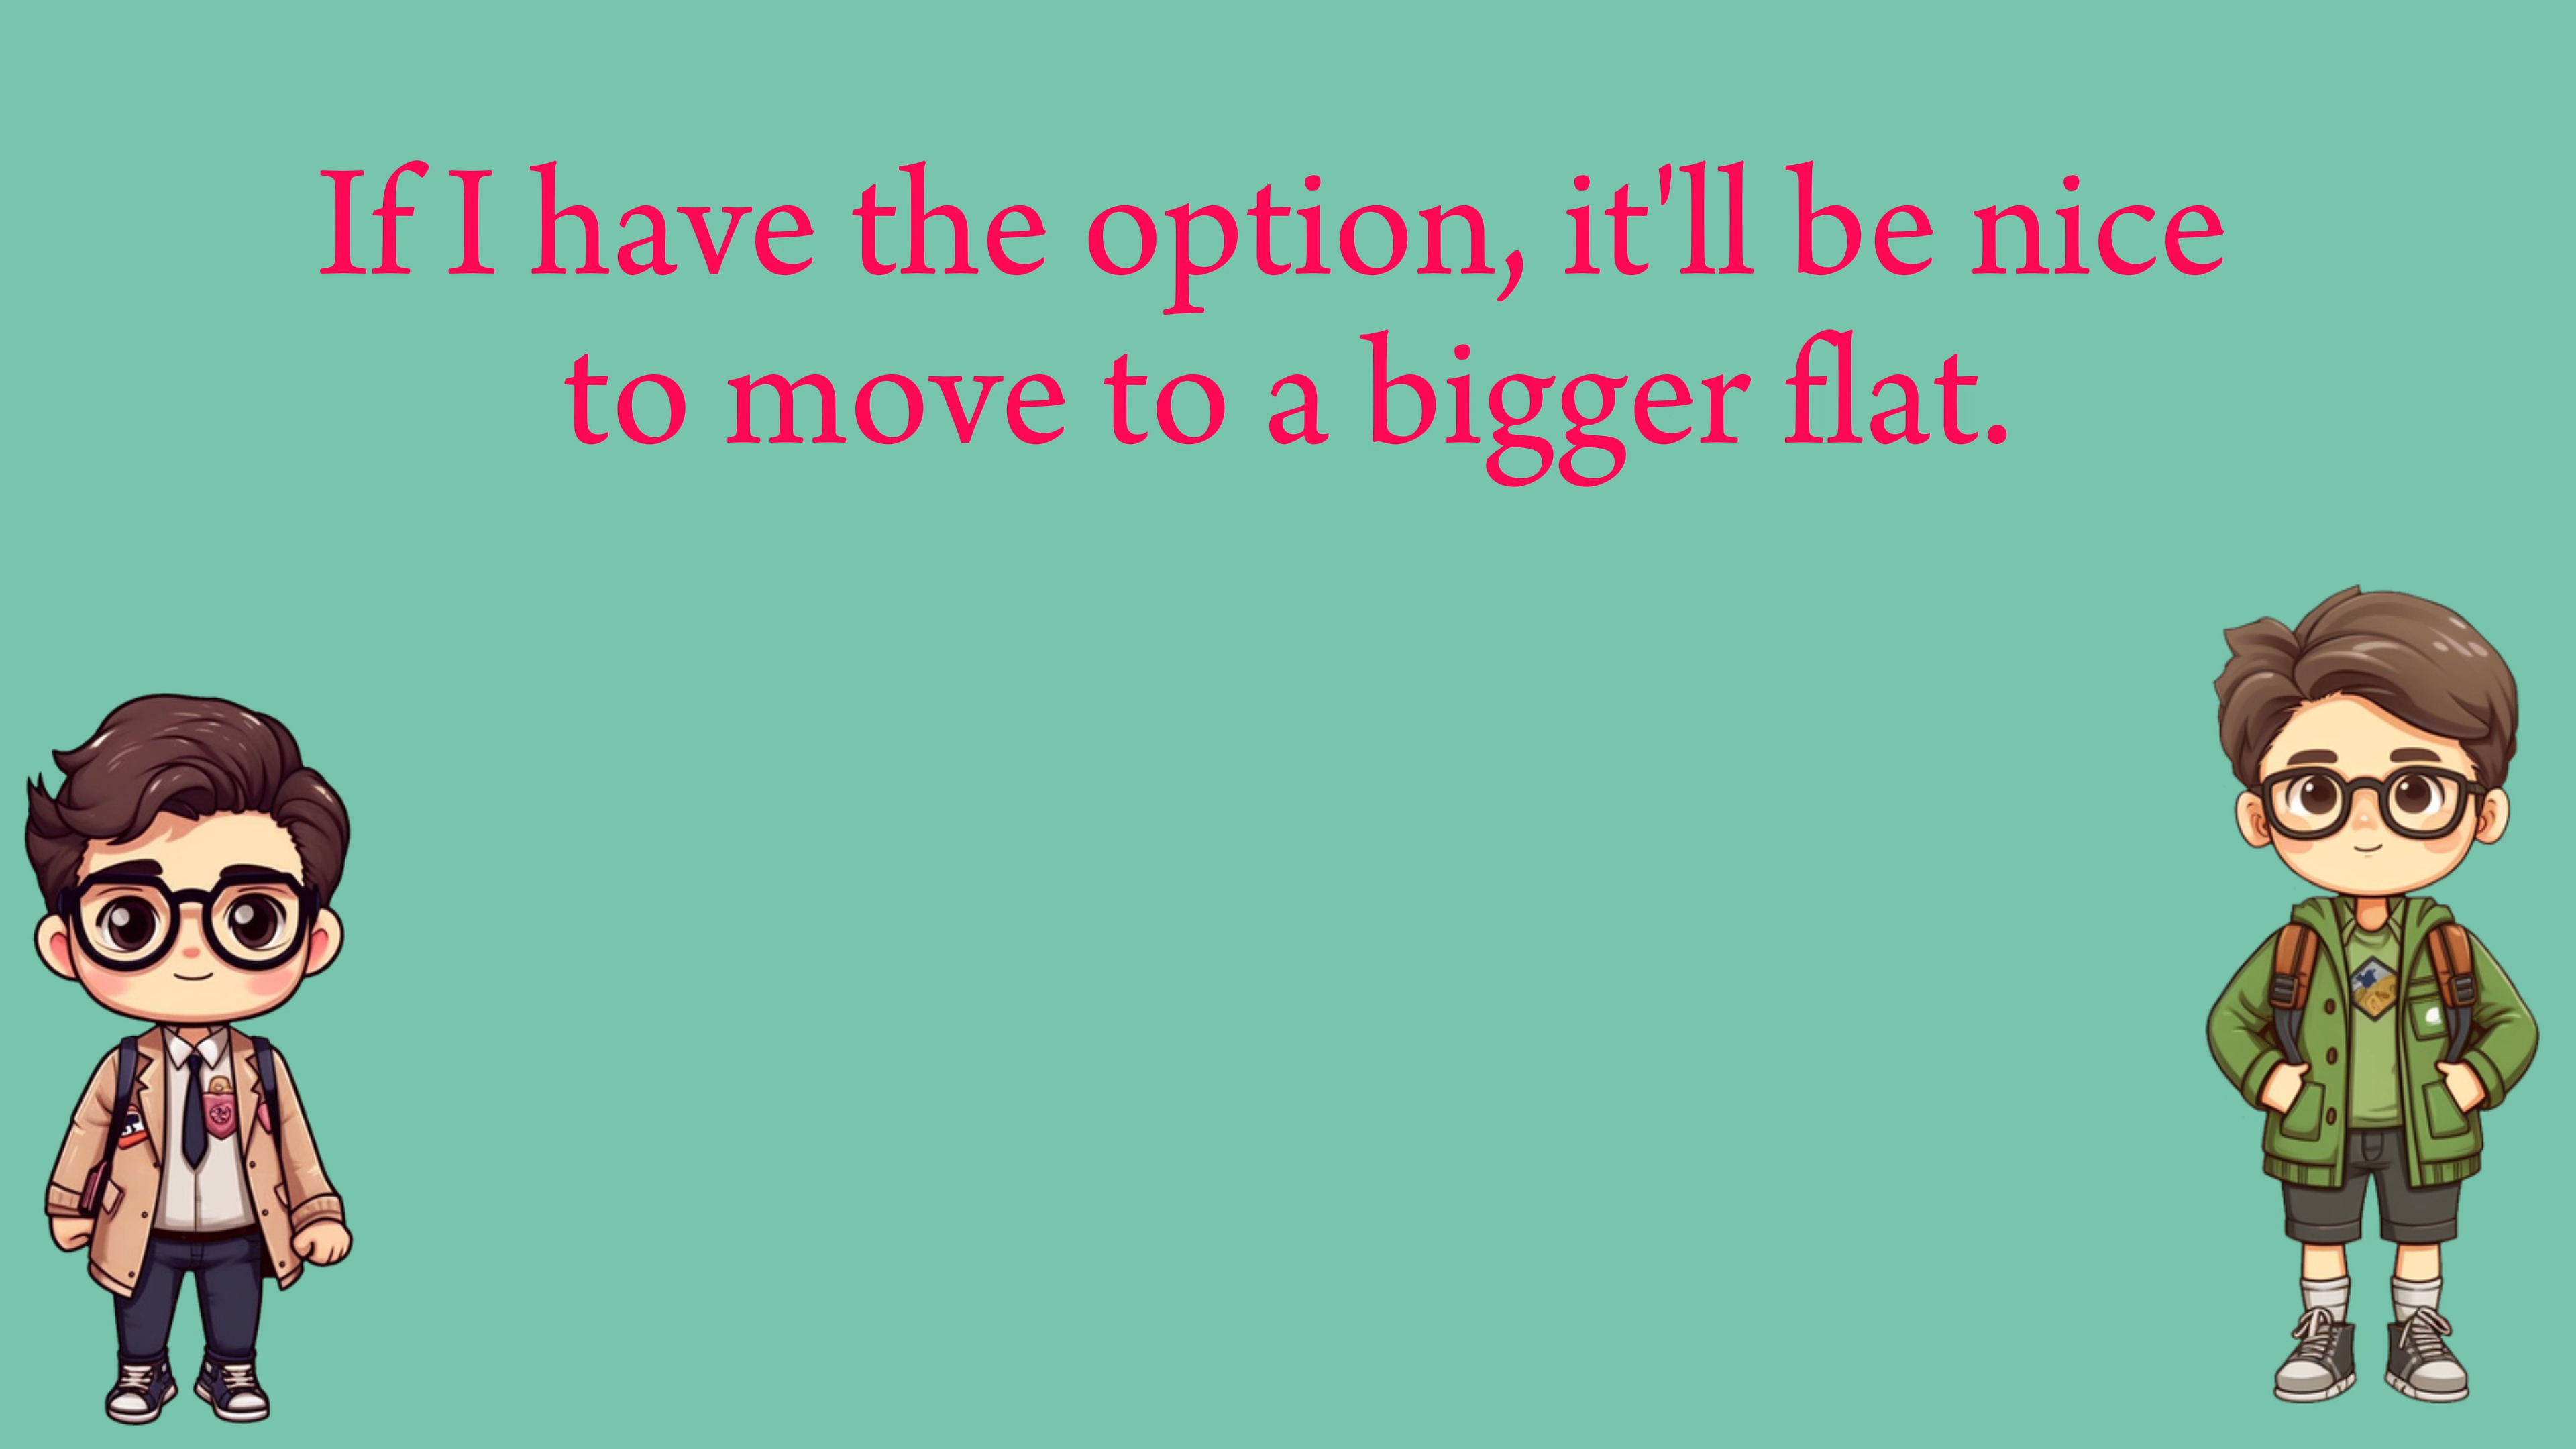 If I have the option, it'll be nice
to move to a bigger flat.